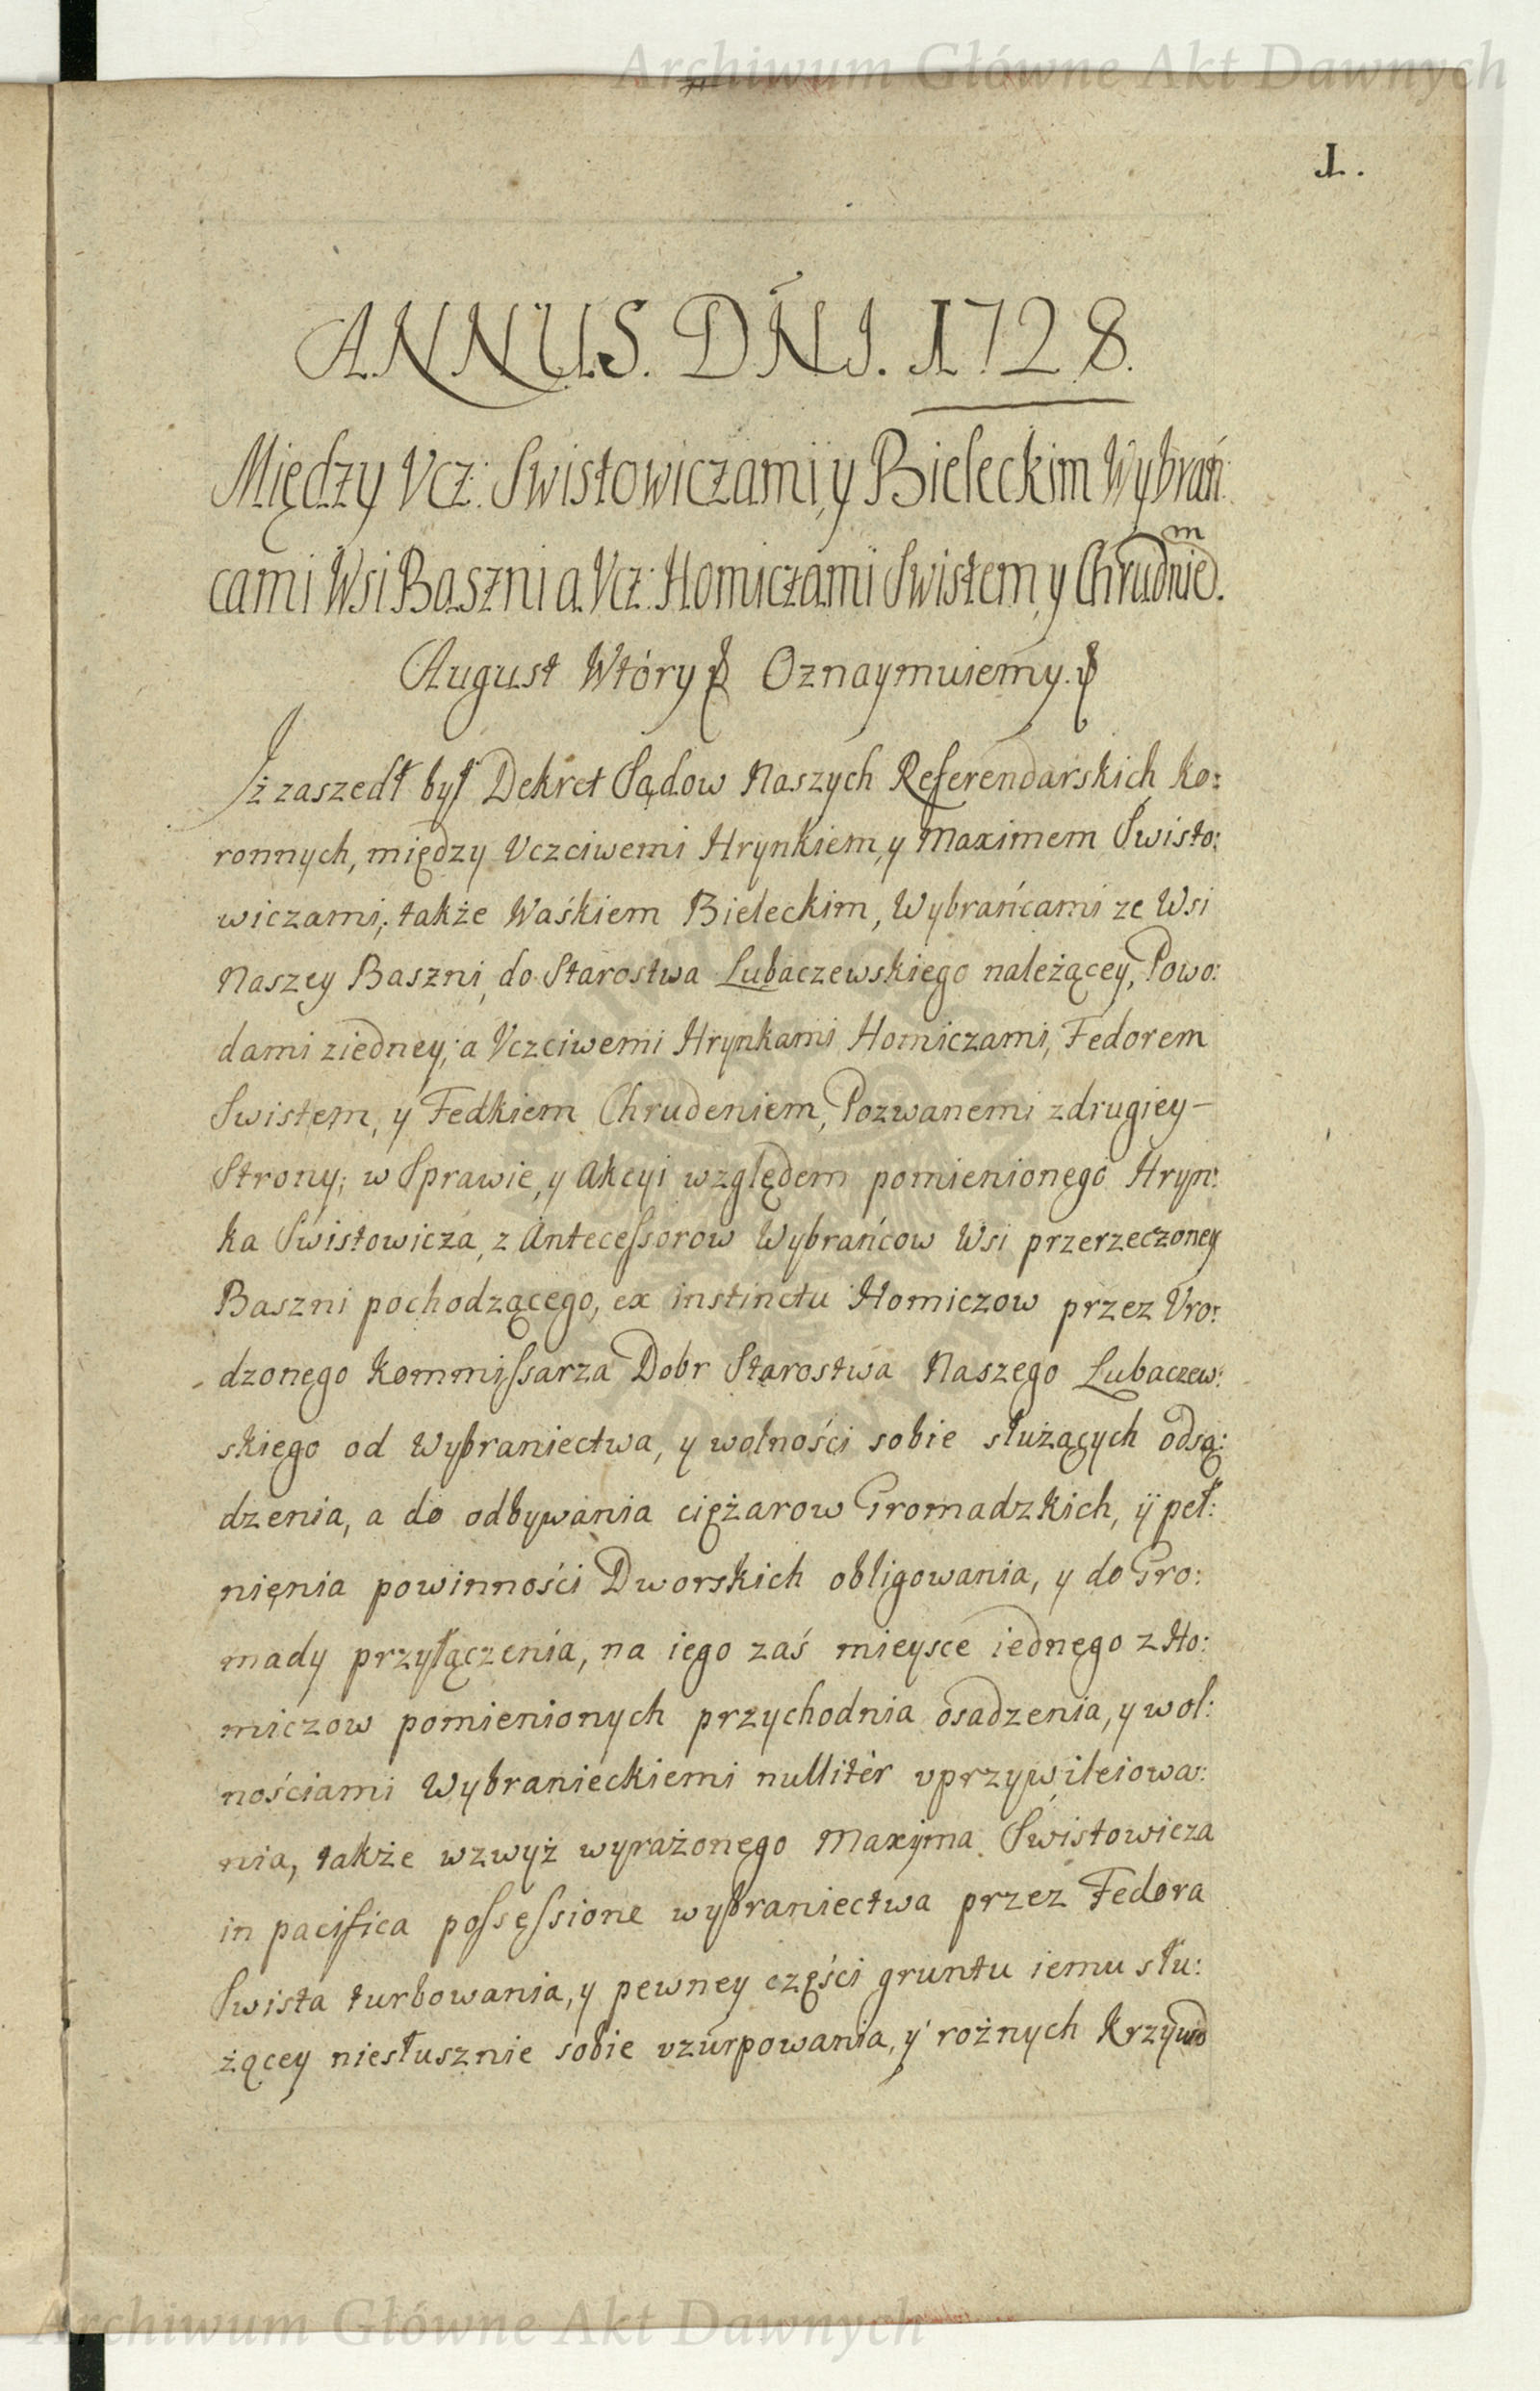 Archiwum Główne Akt Dawnych
1.
ANNUS. DŃI. 1728.
Między Vcz: Swistowiczami, y Bieleckim Wybrań:
cami Wsi Baszni a Vcz: Homiczami Swistem, y Chrudnie͞m.
August Wtóry Oznaymuiemy.
Iż zaszedł był Dekret Sądow Naszych Referendarskich Ko:
ronnych, między Vczciwemi Hrynkiem, y Maximem Swisto:
wiczami, także Waśkiem Bieleckim, Wybrańcami ze Wsi
Naszey Baszni, do Starostwa Lubaczewskiego należącey, Powo:
dami ziedney, a Vczciwemi Hrynkami Homiczami, Fedorem
Swistem, y Fedkiem Chrudeniem, Pozwanemi zdrugiey –
Strony; w Sprawie, y Akcyi względem pomienionego Hryn:
ka Swistowicza, z Antecessorow Wybrańcow Wsi przerzeczoney
Baszni pochodzącego, ex instinctu Homiczow przez Vro:
dzonego Kommissarza Dobr Starostwa Naszego Lubaczew:
skiego od Wybraniectwa, y wolności sobie służących odsą:
dzenia, a do odbywania ciężarow Gromadzkich, ÿ peł:
nięnia powinności Dworskich obligowania, y do Gro:
mady przyłączenia, na iego zaś mieysce iednego z Ho:
miczow pomienionych przychodnia osadzenia, y wol:
nościami Wybranieckiemi nullitèr vprzywileiowa:
nia, także wzwyż wyrażonego Maxyma Swistowicza
in pacifica possessione wybraniectwa przez Fedora
Swista turbowania, y pewney części gruntu iemu słu:
żącey niesłusznie sobie vzurpowania, y rożnych Krzywd
Archiwum Główne Akt Dawnych